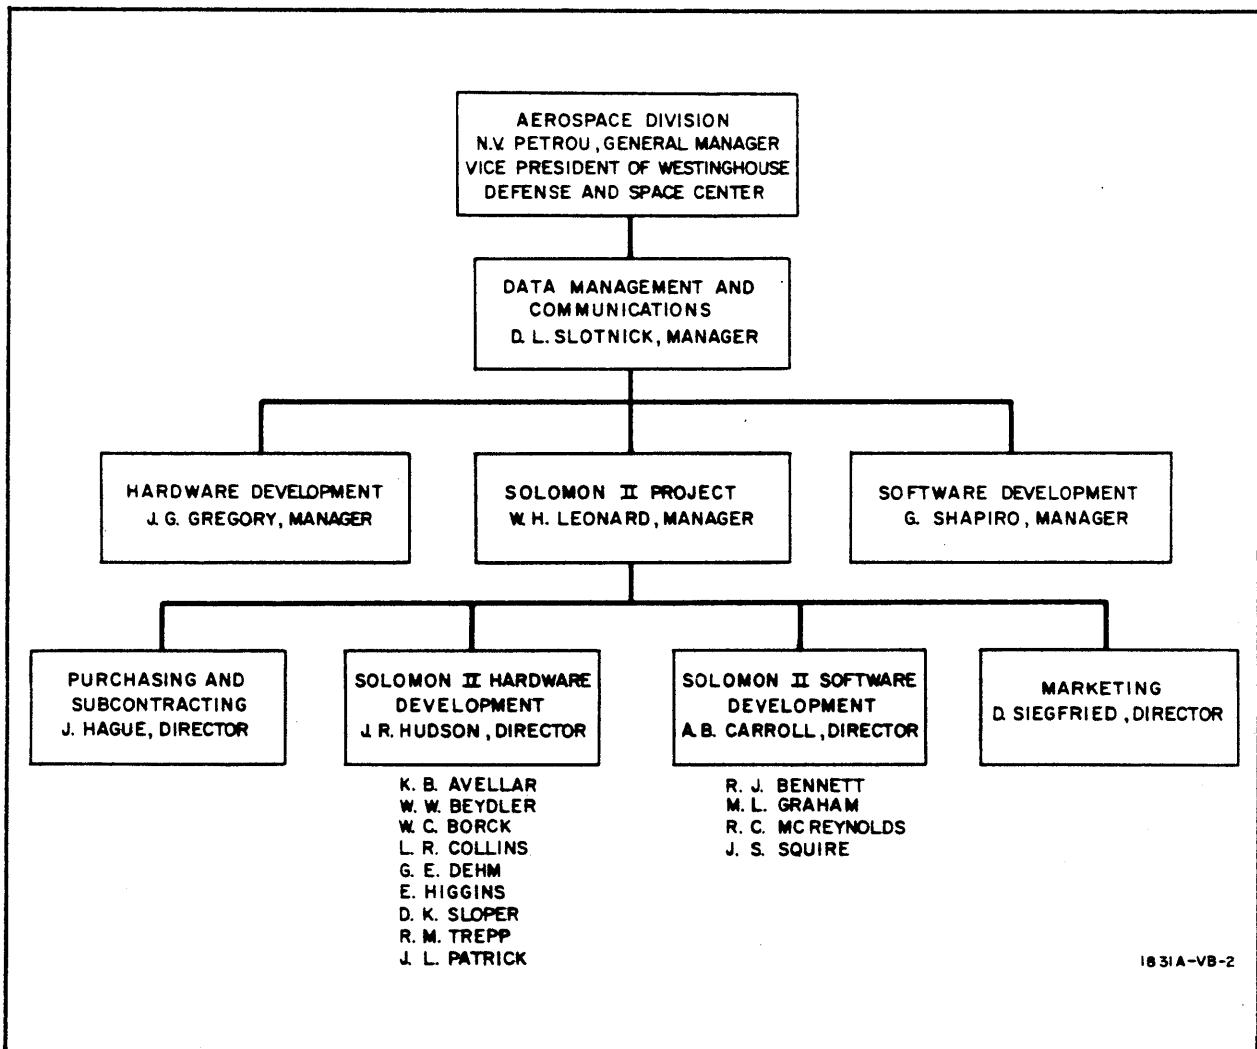 AEROSPACE DIVISION
N.V. PETROU, GENERAL MANAGER
VICE PRESIDENT OF WESTINGHOUSE
DEFENSE AND SPACE CENTER
DATA MANAGEMENT AND
COMMUNICATIONS
D. L. SLOTNICK, MANAGER
HARDWARE DEVELOPMENT
J. G. GREGORY, MANAGER
SOLOMON II PROJECT
W. H. LEONARD, MANAGER
SOFTWARE DEVELOPMENT
G. SHAPIRO, MANAGER
PURCHASING AND
SUBCONTRACTING
J. HAGUE, DIRECTOR
SOLOMON II HARDWARE
DEVELOPMENT
J. R. HUDSON, DIRECTOR
SOLOMON II SOFTWARE
DEVELOPMENT
A. B. CARROLL, DIRECTOR
MARKETING
D. SIEGFRIED, DIRECTOR
K. B. AVELLAR
W. W. BEYDLER
W. C. BORCK
L. R. COLLINS
G. E. DEHM
E. HIGGINS
D. K. SLOPER
R. M. TREPP
J. L. PATRICK
R. J. BENNETT
M. L. GRAHAM
R. C. MCREYNOLDS
J. S. SQUIRE
1831A-VB-2